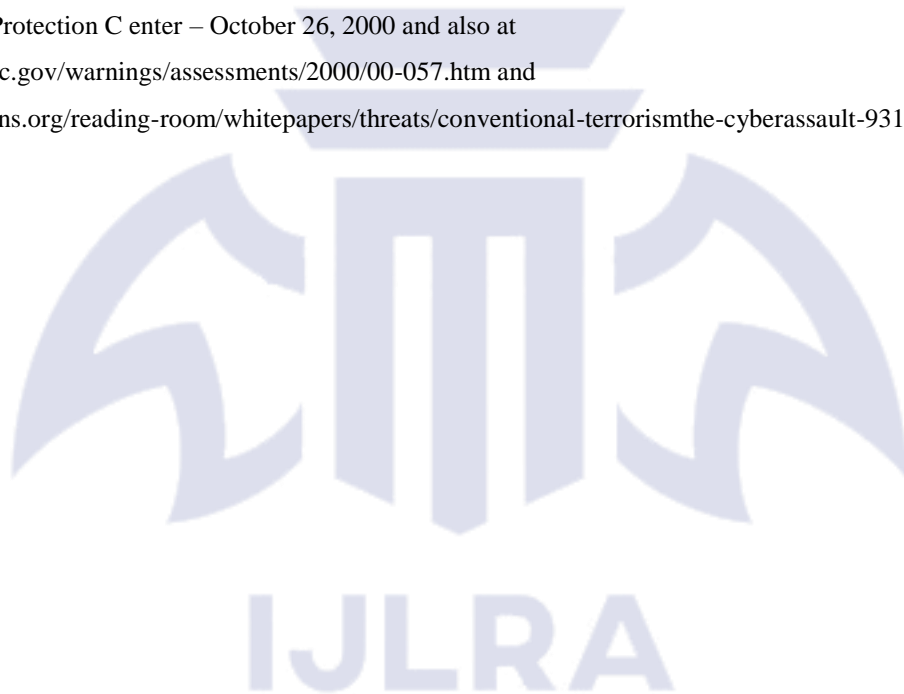 Protection C enter – October 26, 2000 and also at
c.gov/warnings/assessments/2000/00-057.htm and
ns.org/reading-room/whitepapers/threats/conventional-terrorismthe-cyberassault-931
IJLRA